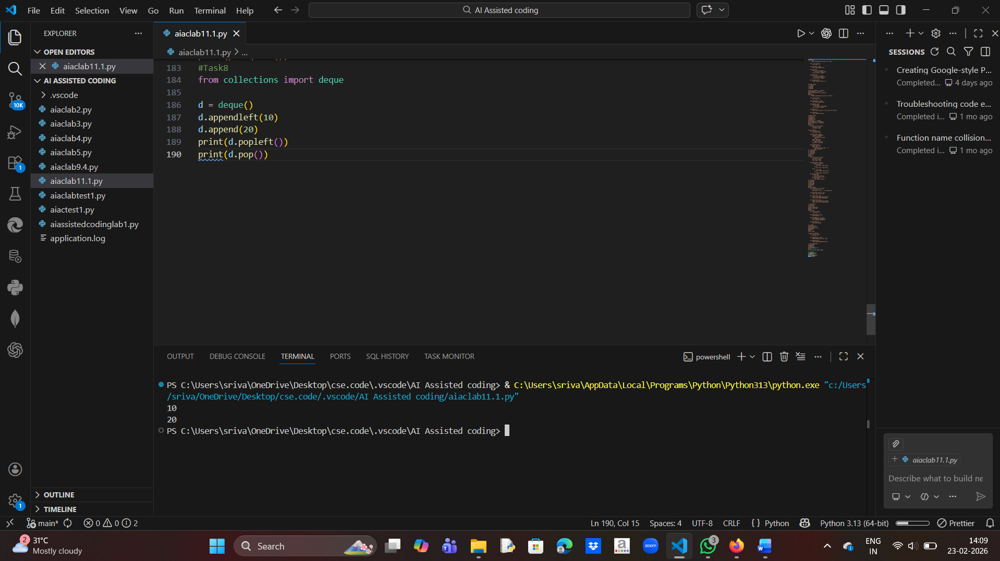 File Edit Selection View Go Run Terminal Help
AI Assisted coding
EXPLORER
OPEN EDITORS
aiaclab11.1.py
AI ASSISTED CODING
.vscode
aiaclab2.py
aiaclab3.py
aiaclab4.py
aiaclab5.py
aiaclab9.4.py
aiaclab11.1.py
aiaclabtest1.py
aiactest1.py
aiassistedcodinglab1.py
application.log
OUTLINE
TIMELINE
10K
1
1
aiaclab11.1.py
aiaclab11.1.py > ...
183 #Task8
184 from collections import deque
185
186 d = deque()
187 d.appendleft(10)
188 d.append(20)
189 print(d.popleft())
190 print(d.pop())
OUTPUT DEBUG CONSOLE TERMINAL PORTS SQL HISTORY TASK MONITOR
powershell
PS C:\Users\sriva\OneDrive\Desktop\cse.code\.vscode\AI Assisted coding> & C:\Users\sriva\AppData\Local\Programs\Python\Python313\python.exe "c:/Users
/sriva/OneDrive/Desktop/cse.code/.vscode/AI Assisted coding/aiaclab11.1.py"
10
20
PS C:\Users\sriva\OneDrive\Desktop\cse.code\.vscode\AI Assisted coding>
SESSIONS
Creating Google-style P...
Completed... 4 days ago
Troubleshooting code e...
Completed i... 1 mo ago
Function name collision...
Completed i... 1 mo ago
aiaclab11.1.py
Describe what to build ne
main* 0 0 2
Ln 190, Col 15 Spaces: 4 UTF-8 CRLF {} Python Python 3.13 (64-bit) Prettier
2
31°C
Mostly cloudy
Search
zoom
3
ENG
IN
14:09
23-02-2026